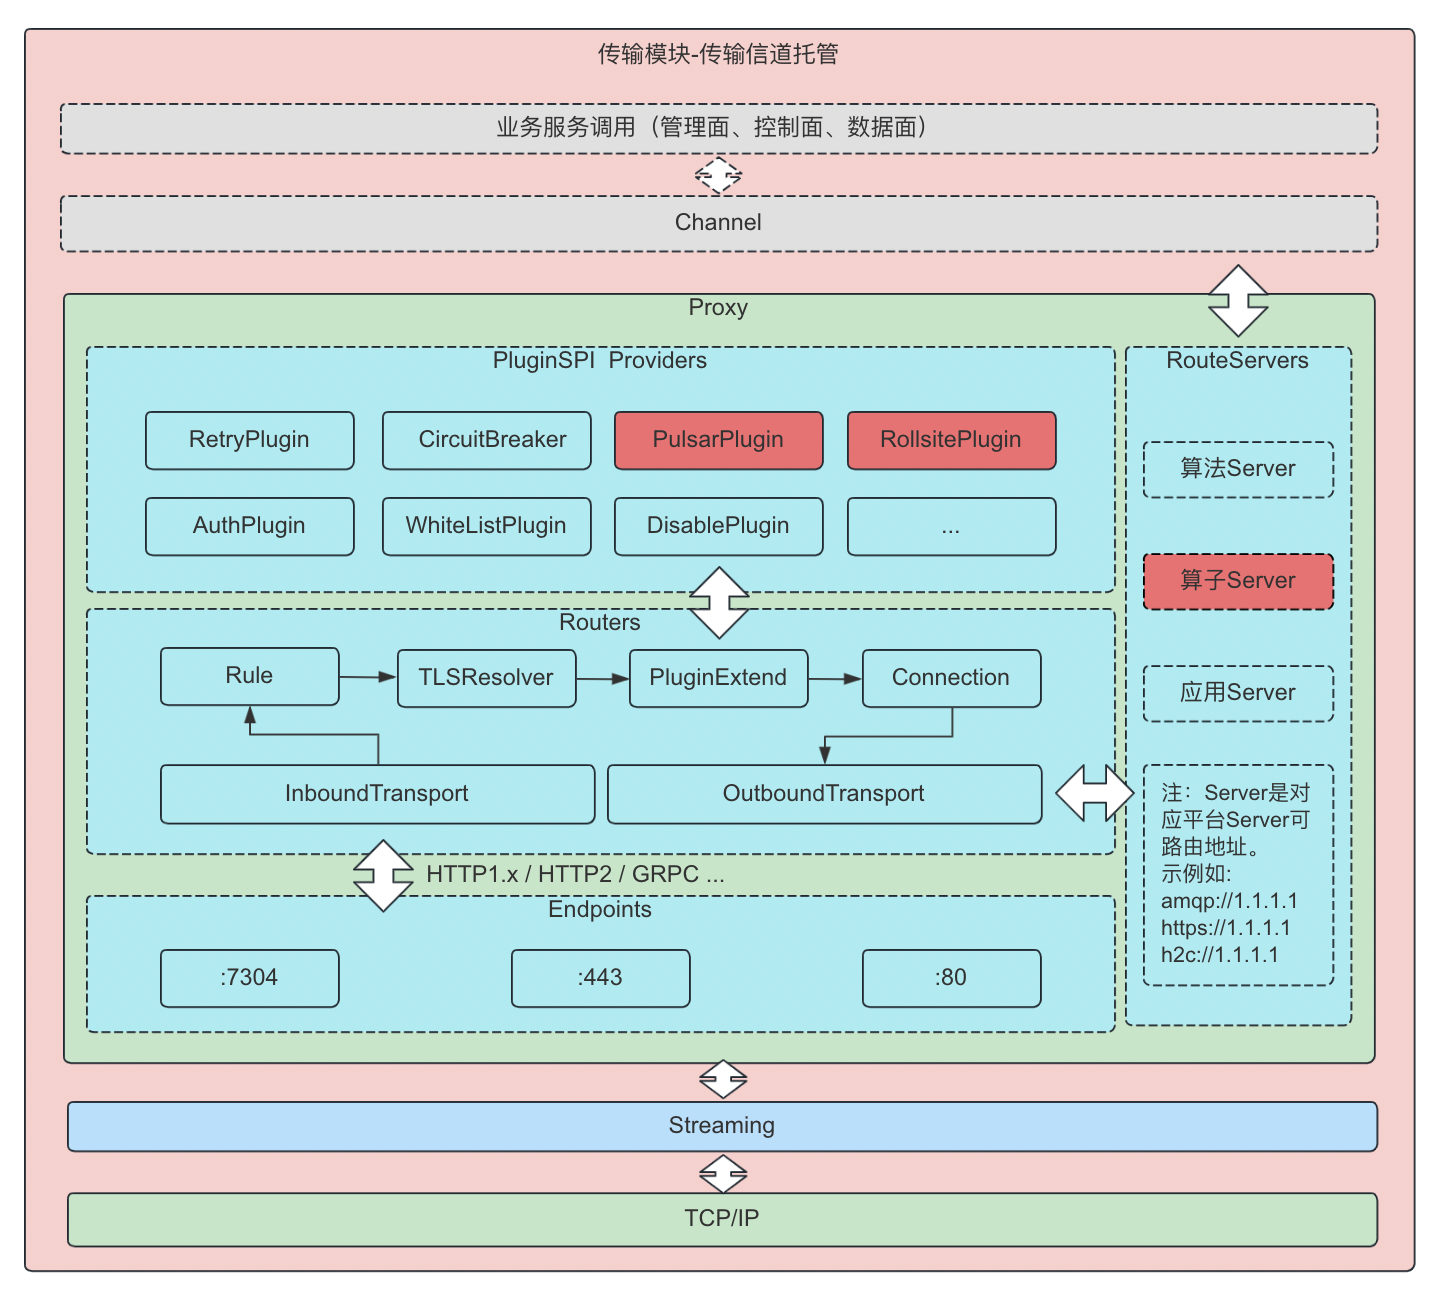 传输模块-传输信道托管
业务服务调用（管理面、控制面、数据面）
Channel
Proxy
PluginSPI Providers
RetryPlugin
CircuitBreaker
PulsarPlugin
RollsitePlugin
AuthPlugin
WhiteListPlugin
DisablePlugin
...
Routers
Rule
TLSResolver
PluginExtend
Connection
InboundTransport
OutboundTransport
HTTP1.x / HTTP2 / GRPC ...
Endpoints
:7304
:443
:80
RouteServers
算法Server
算子Server
应用Server
注：Server是对
应平台Server可
路由地址。
示例如:
amqp://1.1.1.1
https://1.1.1.1
h2c://1.1.1.1
Streaming
TCP/IP